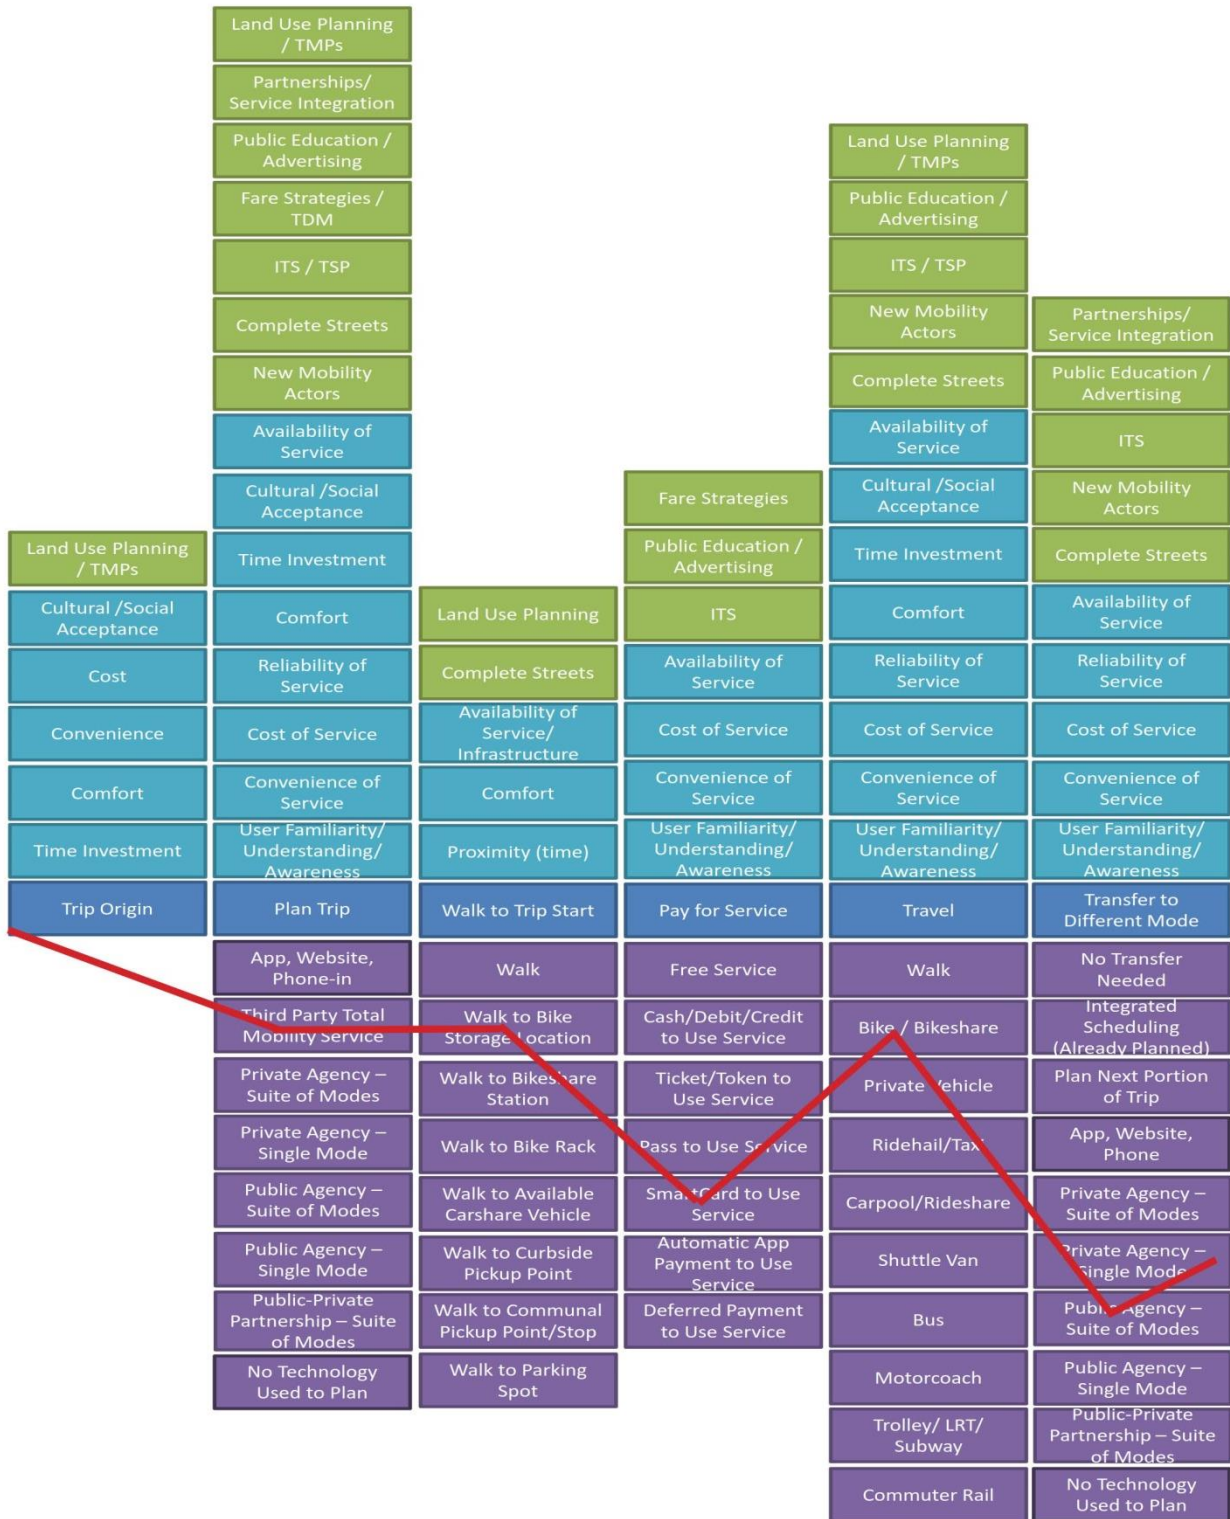 Land Use Planning
/ TMPs
Cultural /Social
Acceptance
Cost
Convenience
Comfort
Time Investment
Trip Origin
Land Use Planning
/ TMPs
Partnerships/
Service Integration
Public Education /
Advertising
Fare Strategies /
TDM
ITS / TSP
Complete Streets
New Mobility
Actors
Availability of
Service
Cultural /Social
Acceptance
Time Investment
Comfort
Reliability of
Service
Cost of Service
Convenience of
Service
User Familiarity/
Understanding/
Awareness
Plan Trip
App, Website,
Phone-in
Third Party Total
Mobility Service
Private Agency –
Suite of Modes
Private Agency –
Single Mode
Public Agency –
Suite of Modes
Public Agency –
Single Mode
Public-Private
Partnership – Suite
of Modes
No Technology
Used to Plan
Land Use Planning
Complete Streets
Availability of
Service/
Infrastructure
Comfort
Proximity (time)
Walk to Trip Start
Walk
Walk to Bike
Storage Location
Walk to Bikeshare
Station
Walk to Bike Rack
Walk to Available
Carshare Vehicle
Walk to Curbside
Pickup Point
Walk to Communal
Pickup Point/Stop
Walk to Parking
Spot
Fare Strategies
Public Education /
Advertising
ITS
Availability of
Service
Cost of Service
Convenience of
Service
User Familiarity/
Understanding/
Awareness
Pay for Service
Free Service
Cash/Debit/Credit
to Use Service
Ticket/Token to
Use Service
Pass to Use Service
SmartCard to Use
Service
Automatic App
Payment to Use
Service
Deferred Payment
to Use Service
Land Use Planning
/ TMPs
Public Education /
Advertising
ITS / TSP
New Mobility
Actors
Complete Streets
Availability of
Service
Cultural /Social
Acceptance
Time Investment
Comfort
Reliability of
Service
Cost of Service
Convenience of
Service
User Familiarity/
Understanding/
Awareness
Travel
Walk
Bike / Bikeshare
Private Vehicle
Ridehail/Taxi
Carpool/Rideshare
Shuttle Van
Bus
Motorcoach
Trolley/ LRT/
Subway
Commuter Rail
Partnerships/
Service Integration
Public Education /
Advertising
ITS
New Mobility
Actors
Complete Streets
Availability of
Service
Reliability of
Service
Cost of Service
Convenience of
Service
User Familiarity/
Understanding/
Awareness
Transfer to
Different Mode
No Transfer
Needed
Integrated
Scheduling
(Already Planned)
Plan Next Portion
of Trip
App, Website,
Phone
Private Agency –
Suite of Modes
Private Agency –
Single Mode
Public Agency –
Suite of Modes
Public Agency –
Single Mode
Public-Private
Partnership – Suite
of Modes
No Technology
Used to Plan